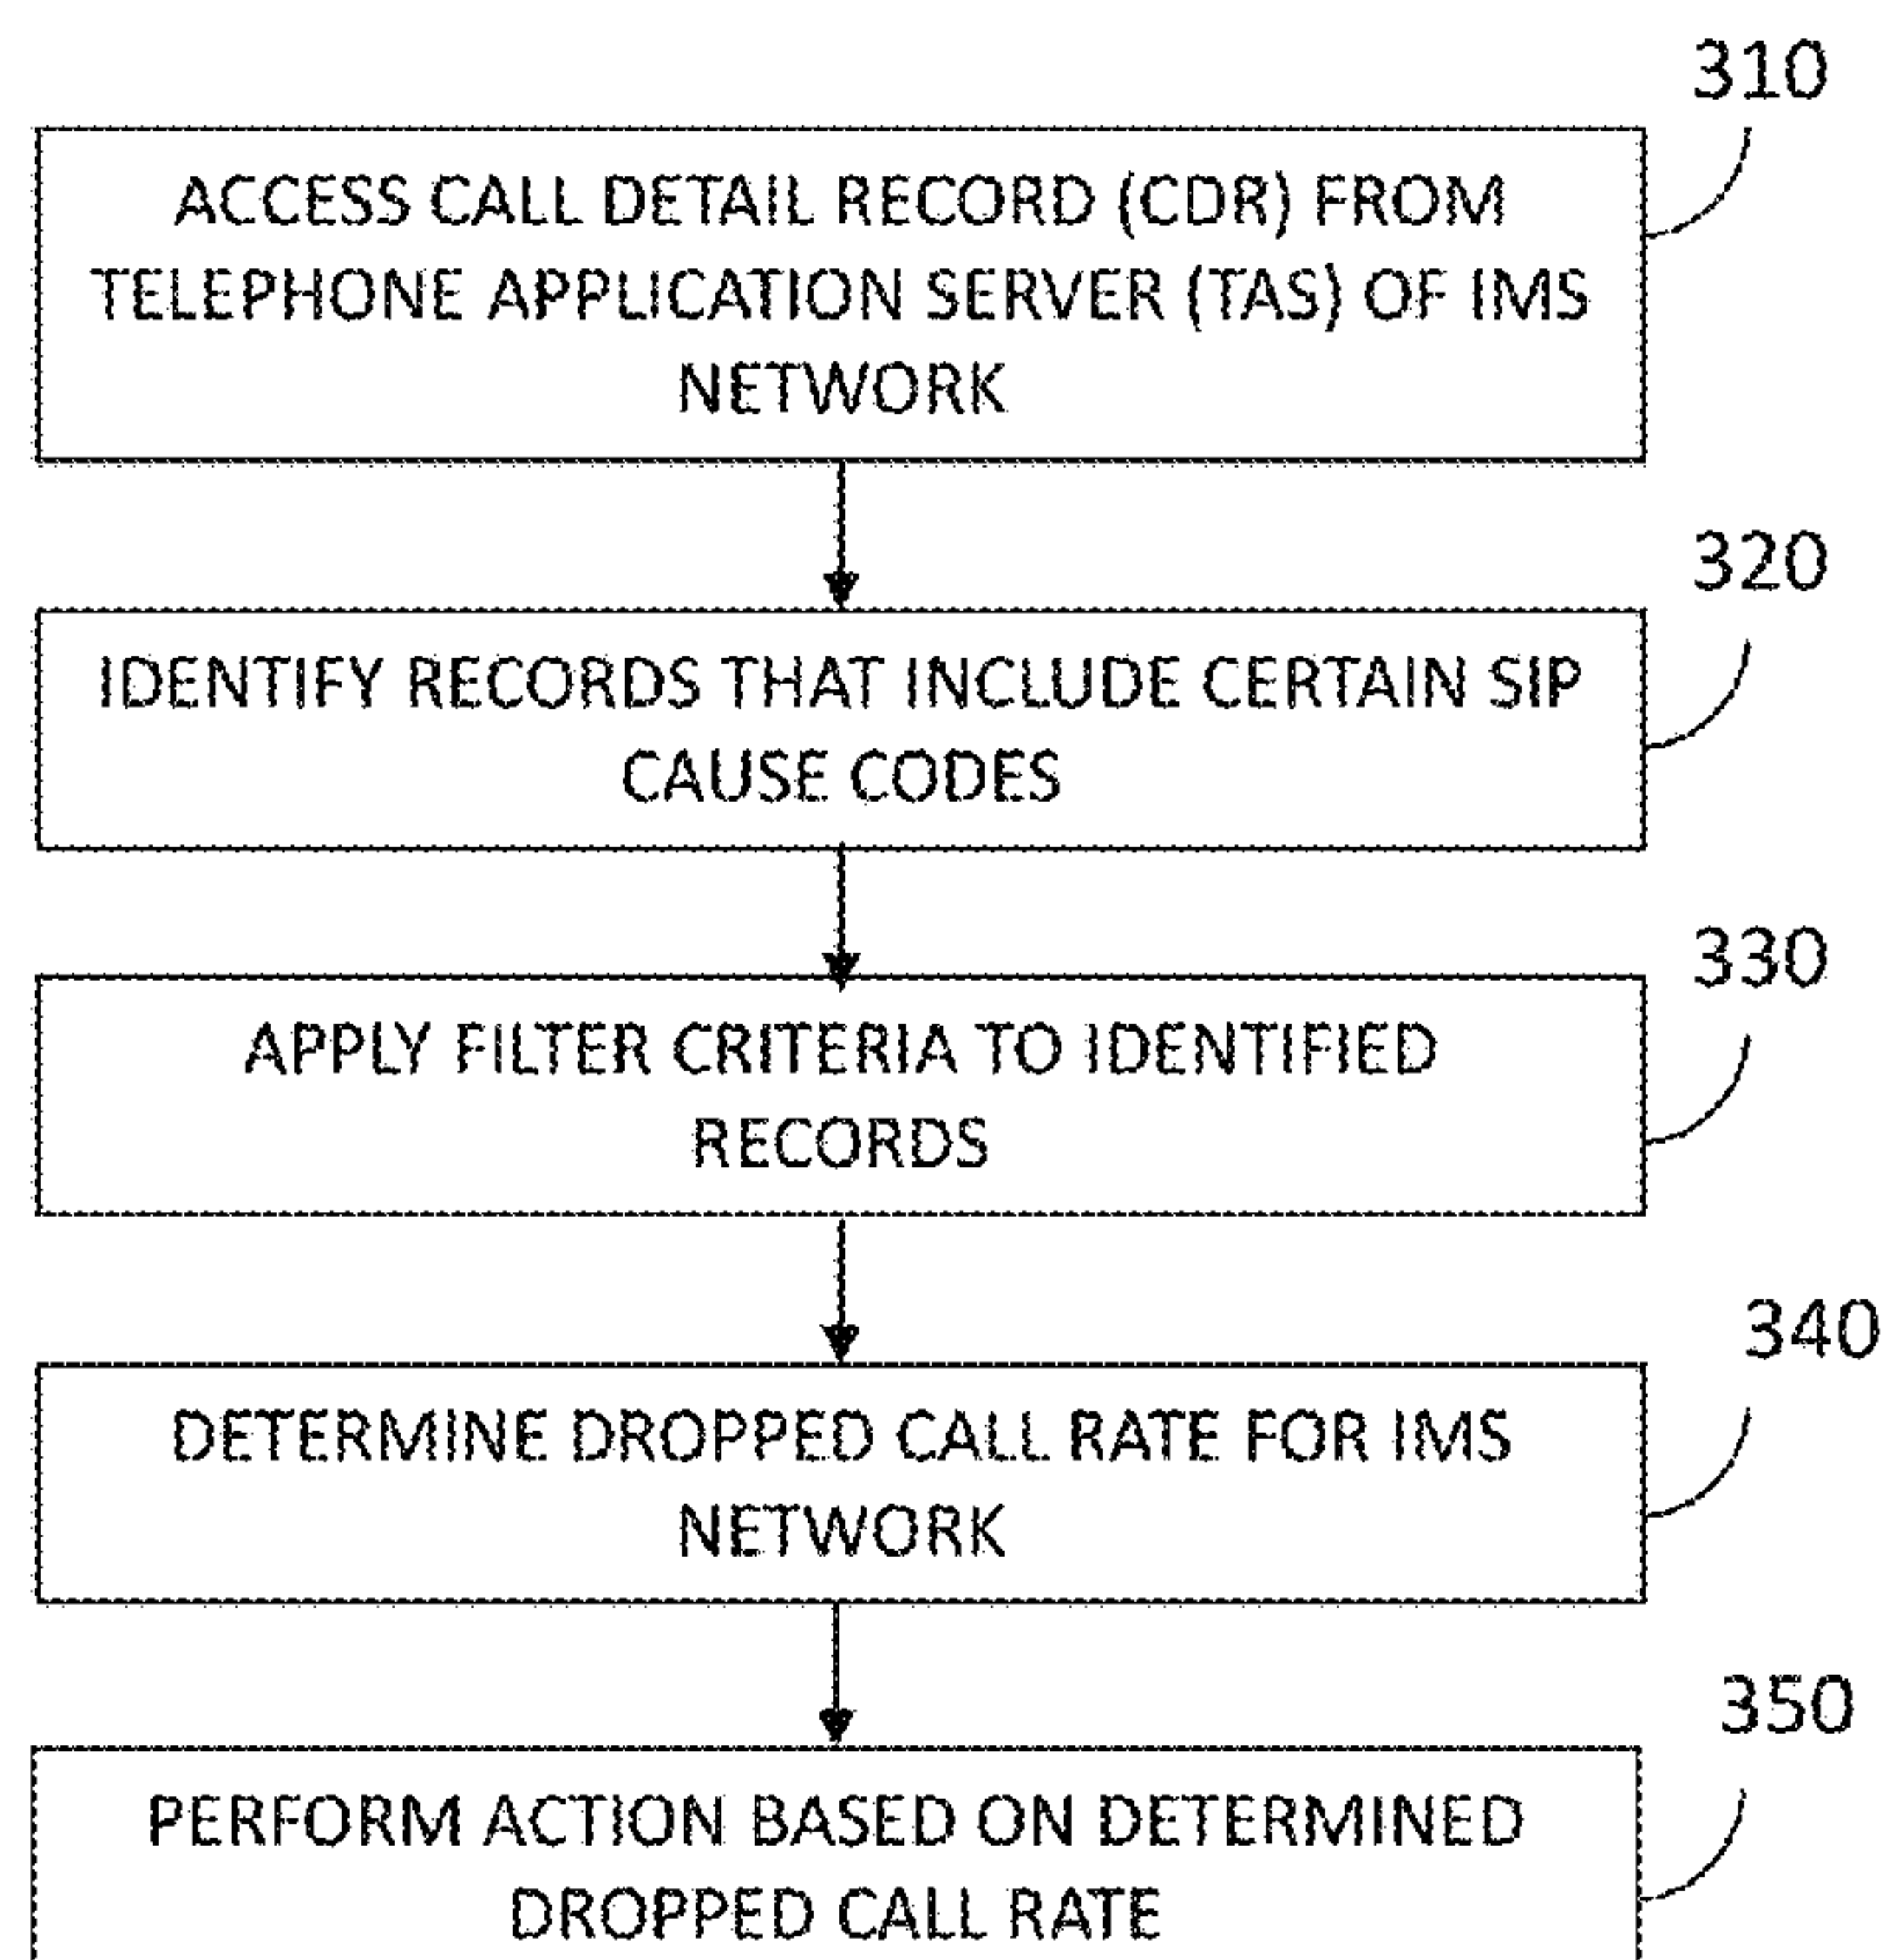 310
ACCESS CALL DETAIL RECORD (CDR) FROM
TELEPHONE APPLICATION SERVER (TAS) OF IMS
NETWORK
320
IDENTIFY RECORDS THAT INCLUDE CERTAIN SIP
CAUSE CODES
330
APPLY FILTER CRITERIA TO IDENTIFIED
RECORDS
340
DETERMINE DROPPED CALL RATE FOR IMS
NETWORK
350
PERFORM ACTION BASED ON DETERMINED
DROPPED CALL RATE